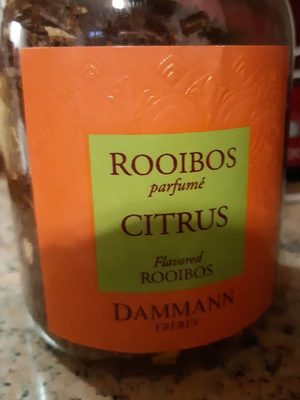 ROOIBOS
parfumé
CITRUS
Flavored
ROOIBOS
DAMMANN
FRÈRES